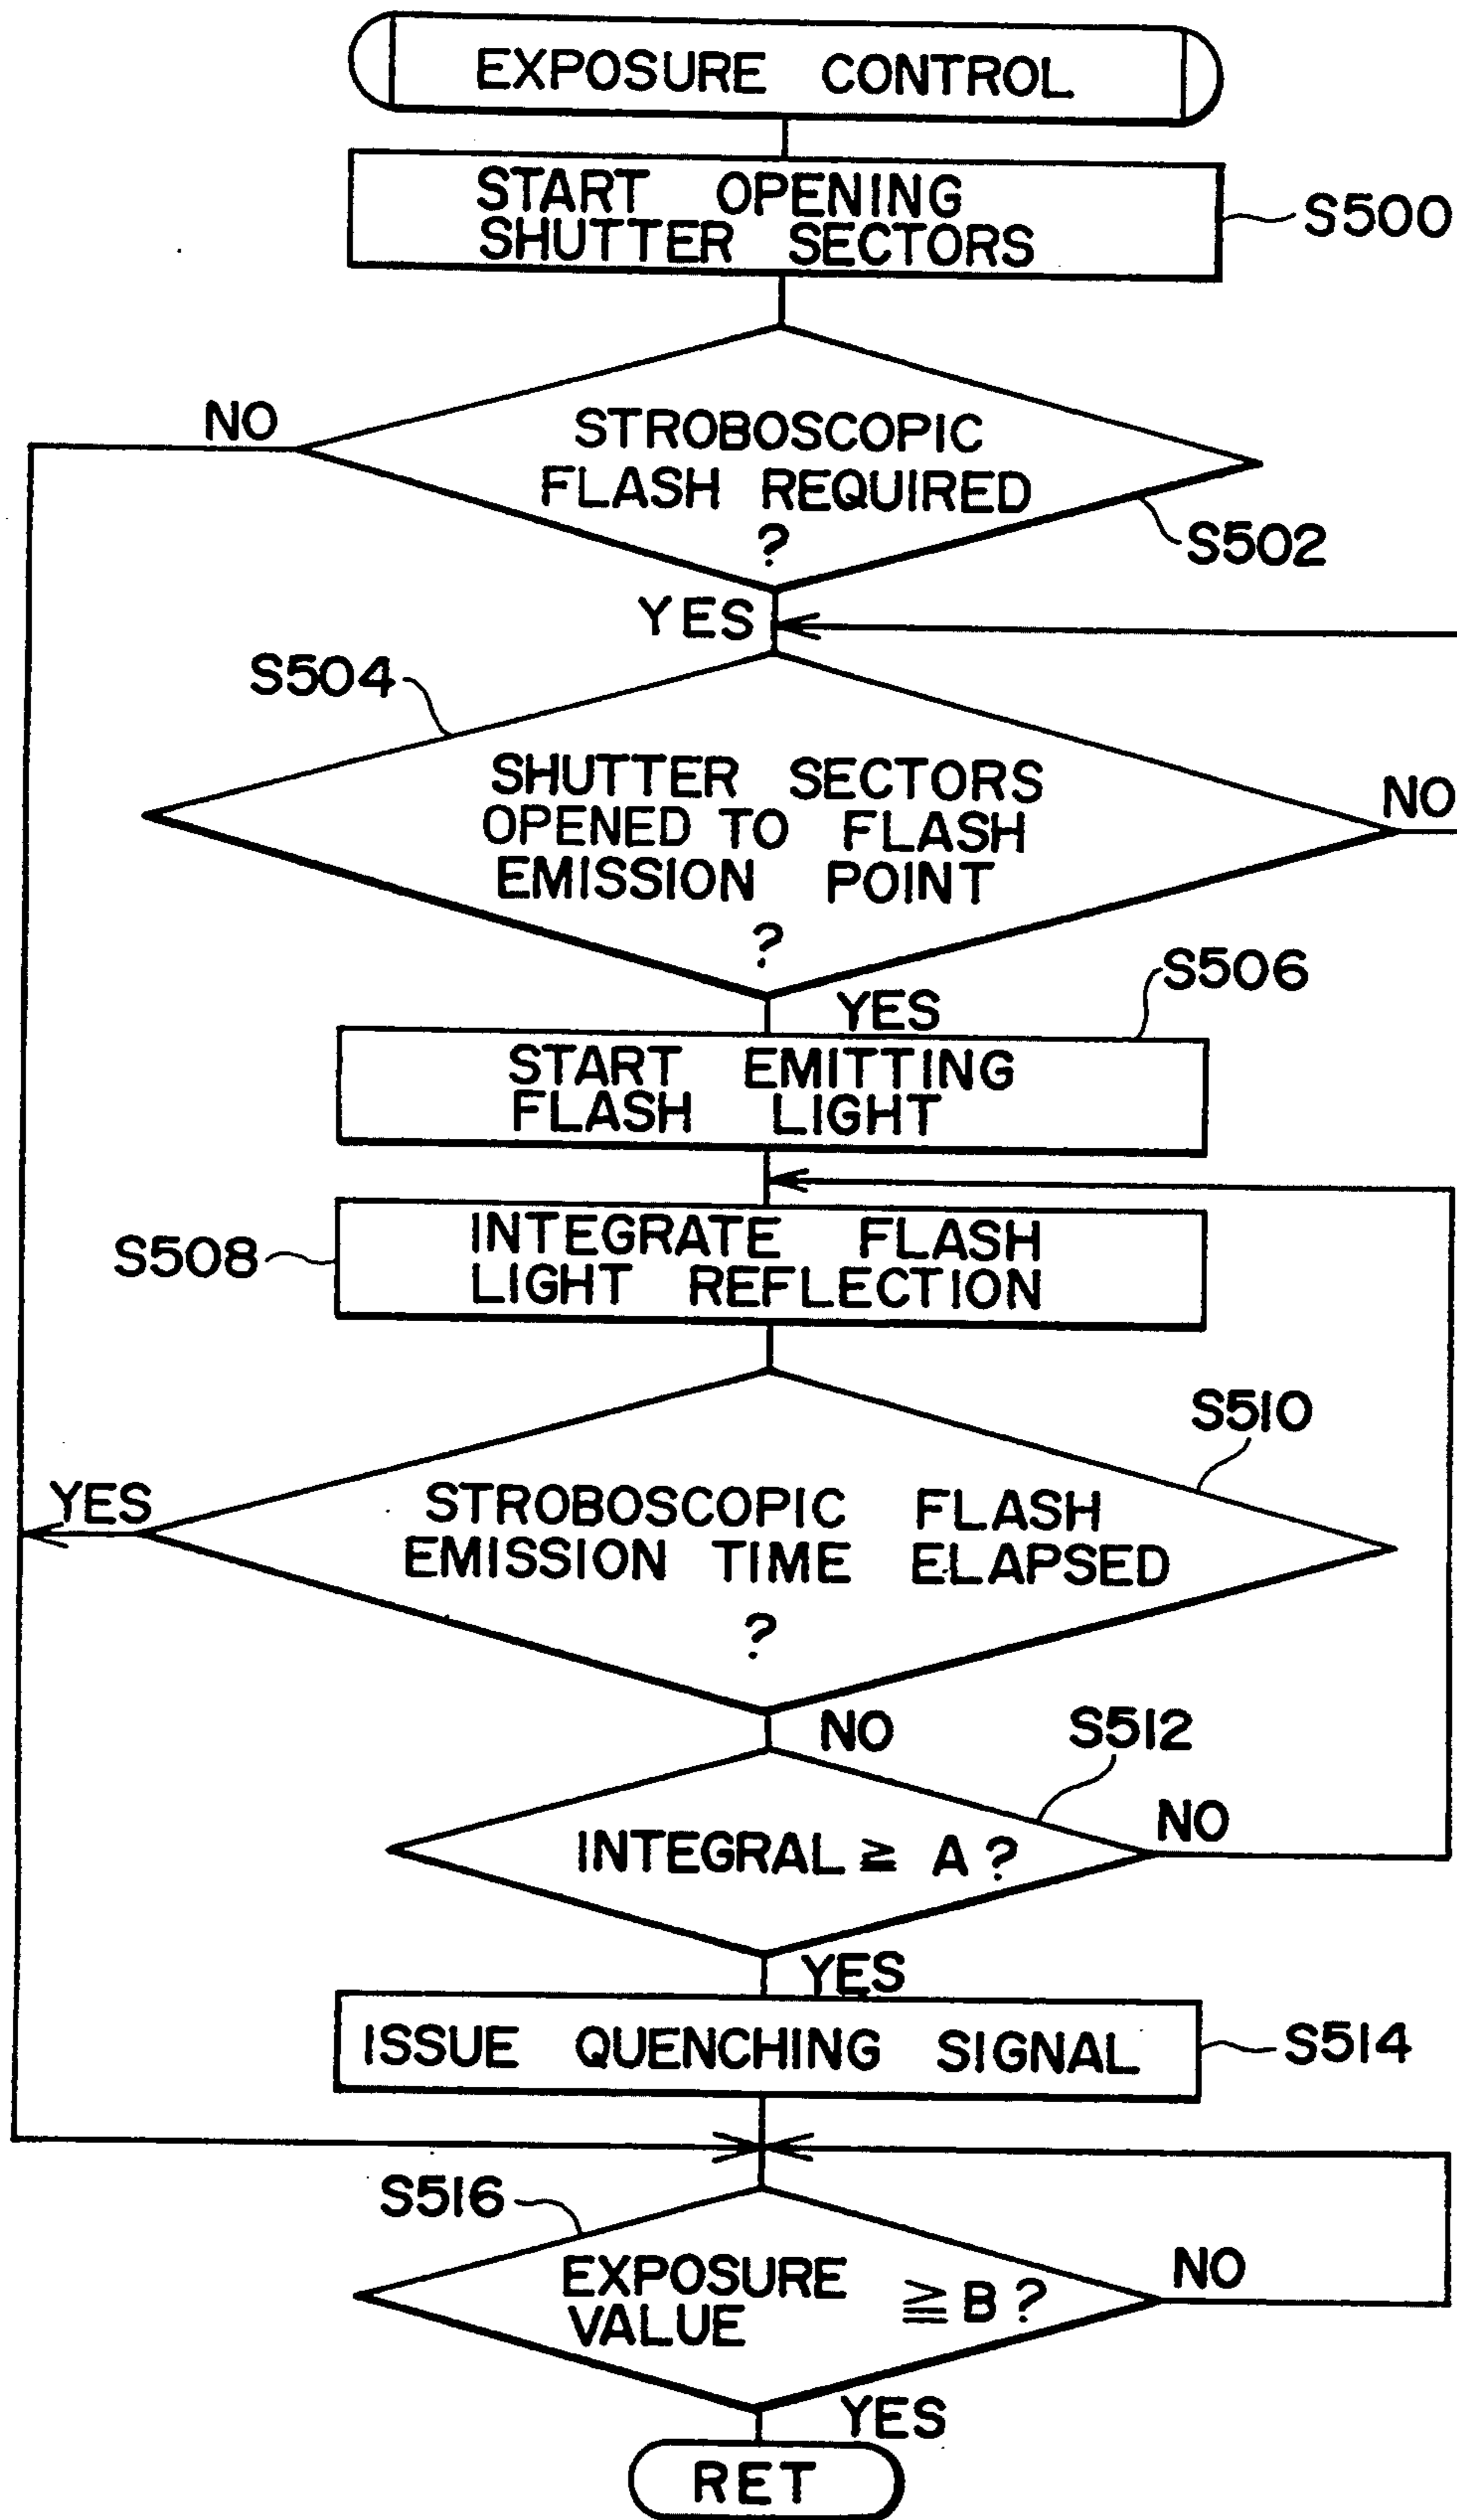 EXPOSURE CONTROL
START OPENING
SHUTTER SECTORS
S500
NO
STROBOSCOPIC
FLASH REQUIRED
?
S502
YES
S504
SHUTTER SECTORS
OPENED TO FLASH
EMISSION POINT
?
NO
YES
S506
START EMITTING
FLASH LIGHT
S508
INTEGRATE FLASH
LIGHT REFLECTION
S510
YES
STROBOSCOPIC FLASH
EMISSION TIME ELAPSED
?
NO
S512
INTEGRAL ≧ A?
NO
YES
ISSUE QUENCHING SIGNAL
S514
S516
EXPOSURE
VALUE ≧ B?
NO
YES
RET